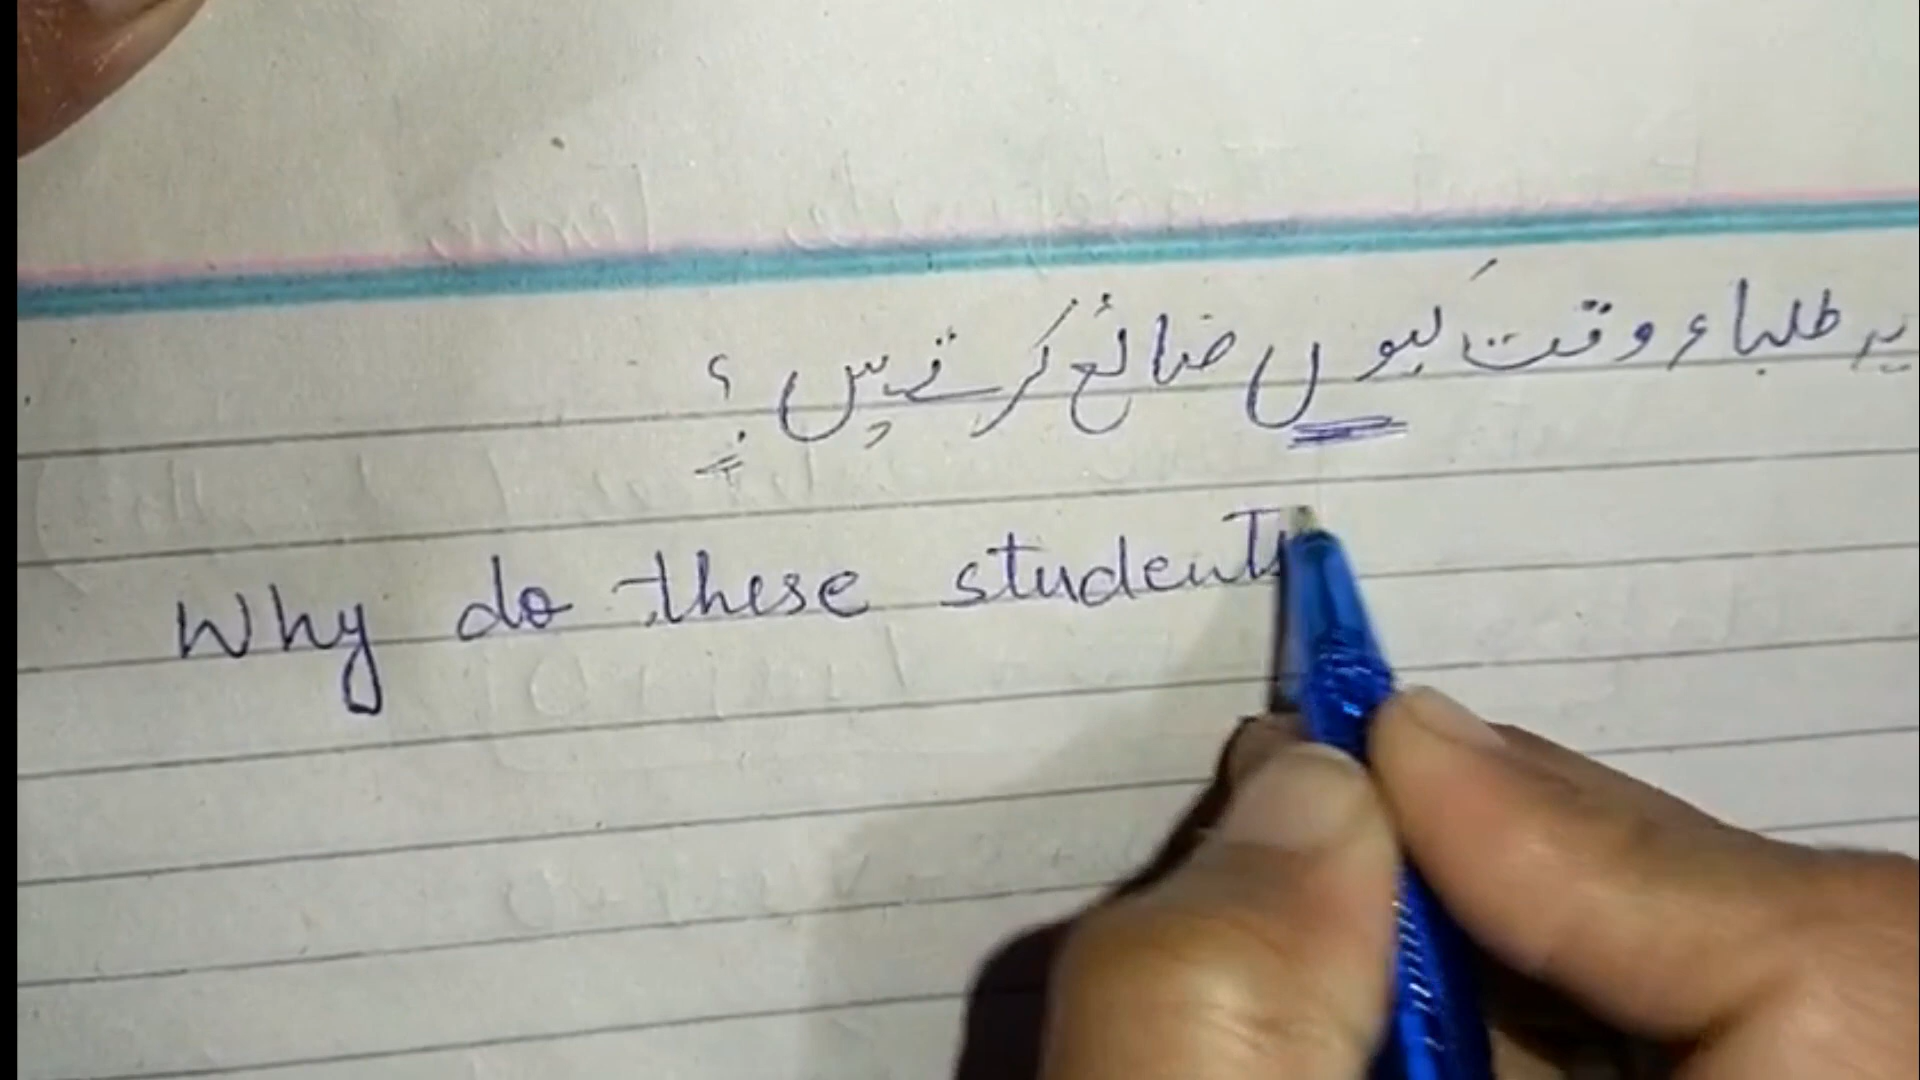 یہ طلباء وقت کیوں ضائع کرتے ہیں ؟
Why do these students